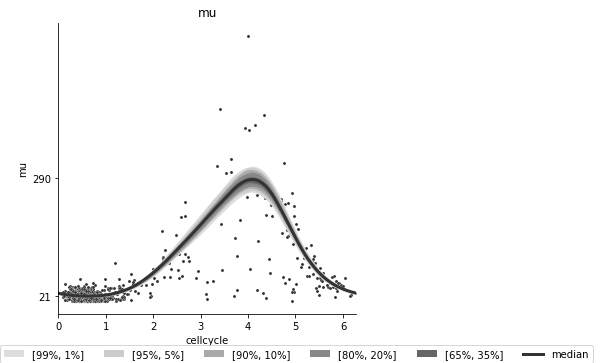 mu
mu
290
21
0 1 2 3 4 5 6
cellcycle
[99%, 1%] [95%, 5%] [90%, 10%] [80%, 20%] [65%, 35%] median